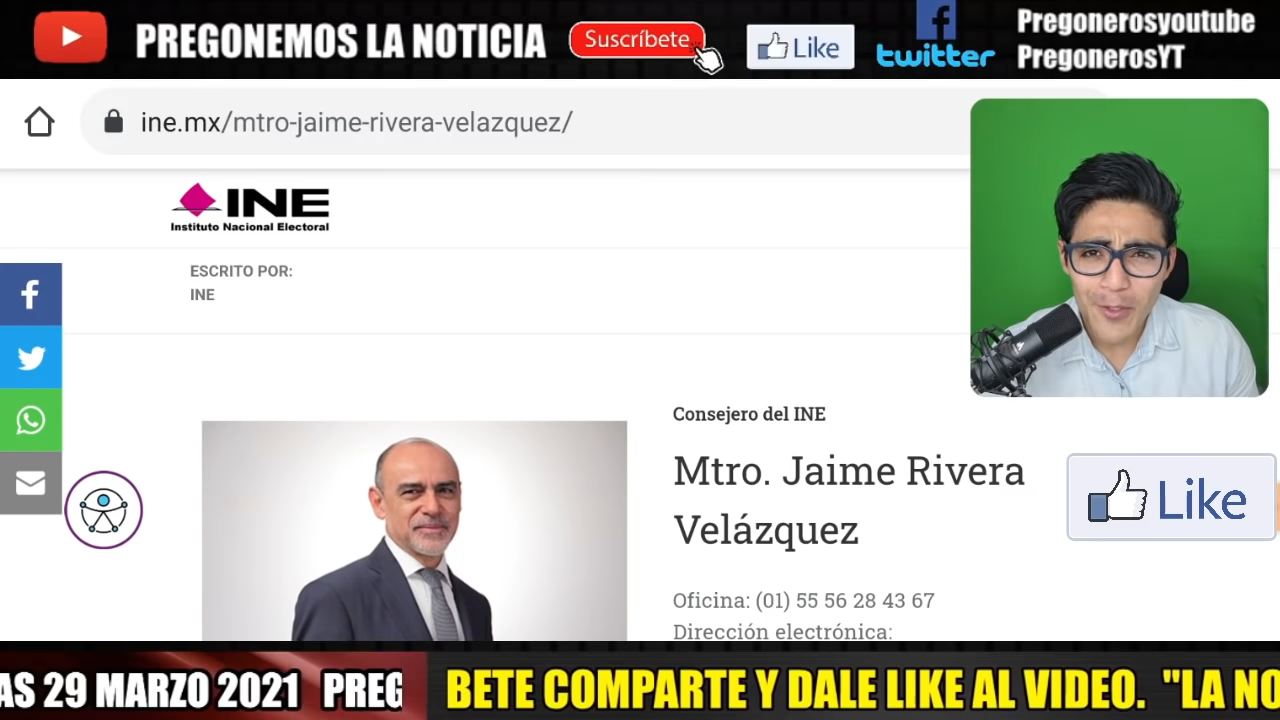 PREGONEMOS LA NOTICIA
Suscríbete
Like
twitter
Pregonerosyoutube
PregonerosYT
ine.mx/mtro-jaime-rivera-velazquez/
INE
Instituto Nacional Electoral
ESCRITO POR:
INE
Consejero del INE
Mtro. Jaime Rivera
Velázquez
Like
Oficina: (01) 55 56 28 43 67
Dirección electrónica:
AS 29 MARZO 2021 PREG
BETE COMPARTE Y DALE LIKE AL VIDEO. "LA NO